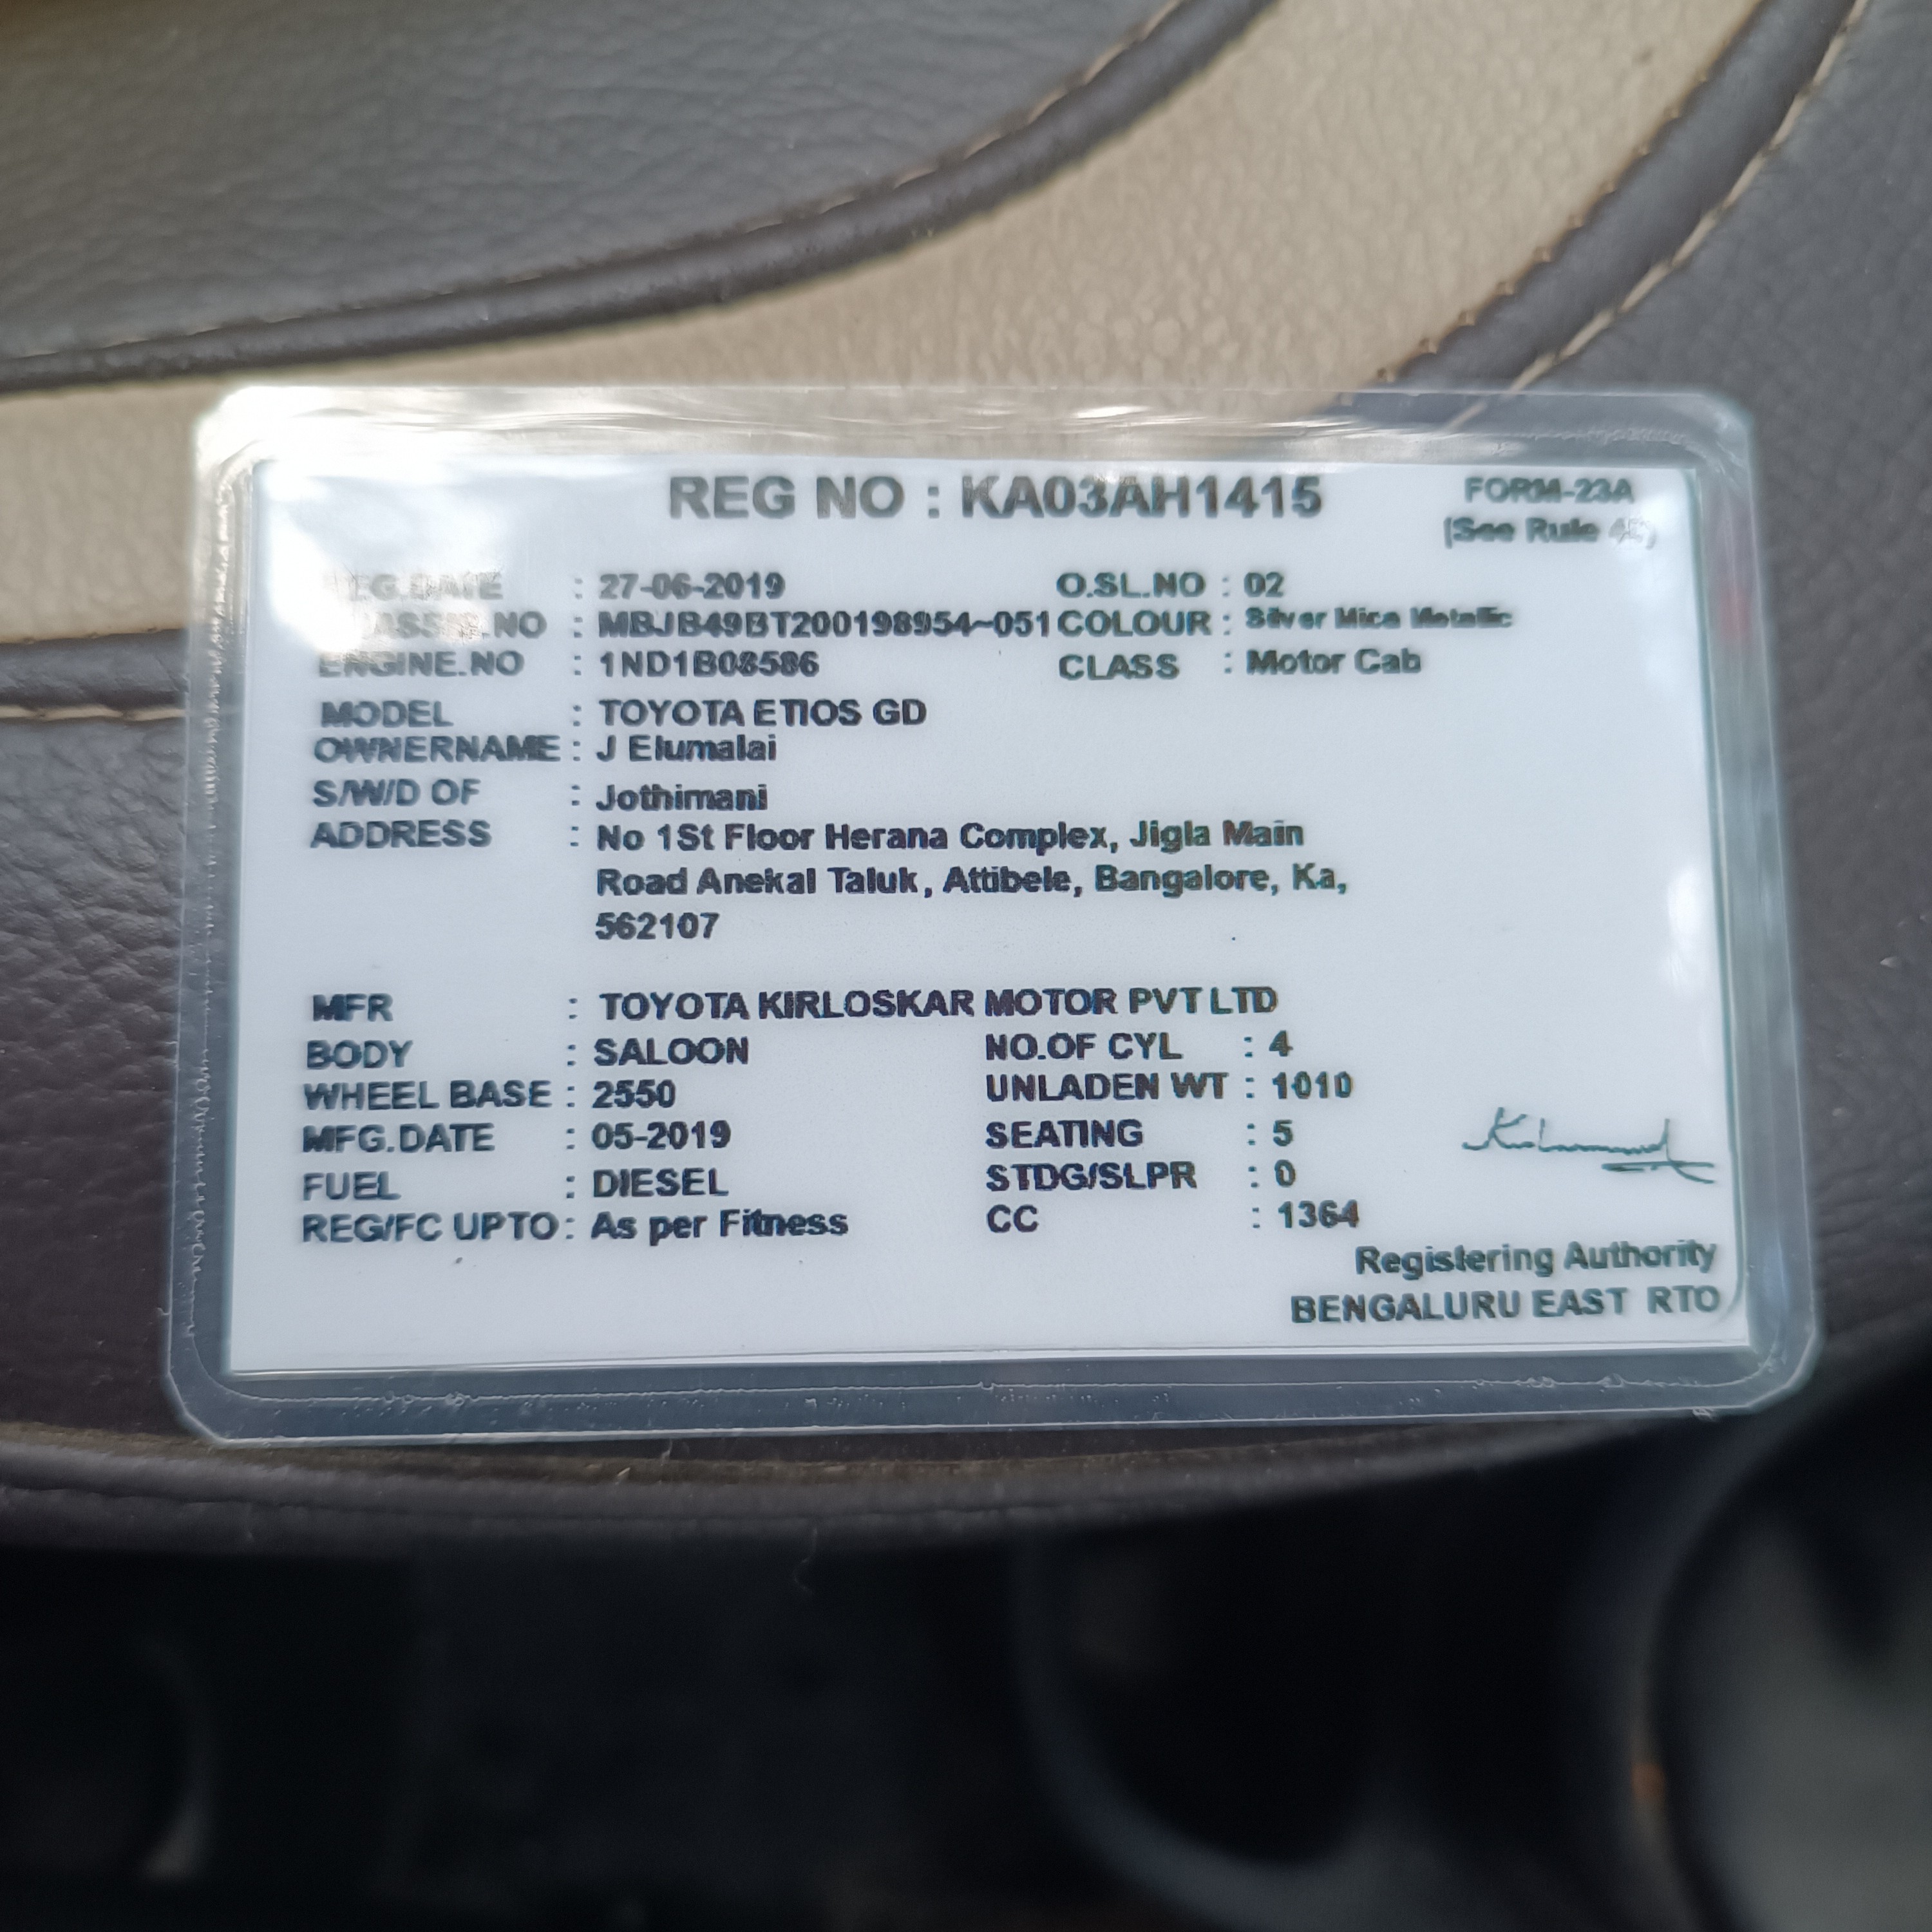 REG NO : KA03AH1415
FORM-23A
(See Rule
REG.DATE : 27-06-2019 O.SL.NO : 02
CHASSIS.NO : MBJB49BT200198954~051 COLOUR : Silver Mica Metallic
ENGINE.NO : 1ND1B08586 CLASS : Motor Cab
MODEL : TOYOTA ETIOS GD
OWNERNAME : J Elumalai
S/W/D OF : Jothimani
ADDRESS : No 1St Floor Herana Complex, Jigla Main
Road Anekal Taluk, Attibele, Bangalore, Ka,
562107
MFR : TOYOTA KIRLOSKAR MOTOR PVT LTD
BODY : SALOON NO.OF CYL : 4
WHEEL BASE : 2550 UNLADEN WT : 1010
MFG.DATE : 05-2019 SEATING : 5
FUEL : DIESEL STDG/SLPR : 0
REG/FC UPTO : As per Fitness CC : 1364
Registering Authority
BENGALURU EAST RTO